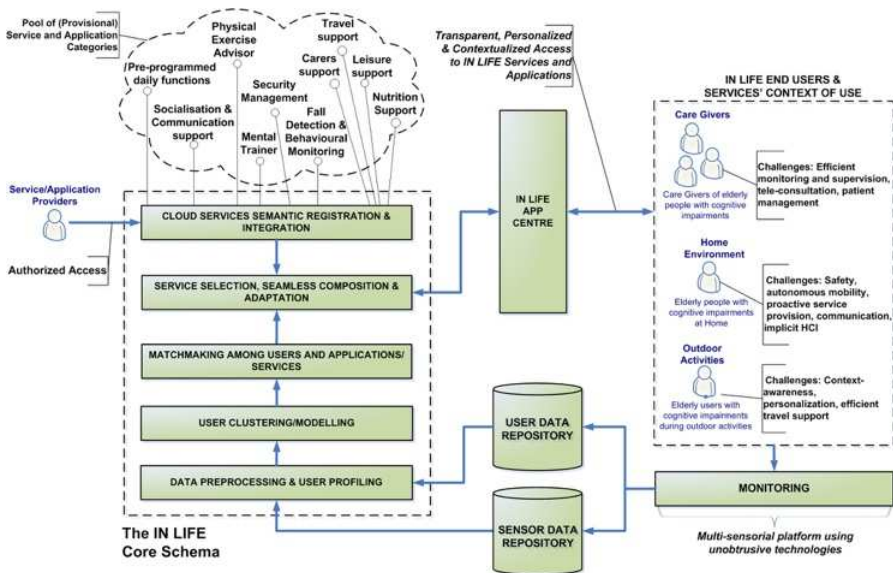 Pool of (Provisional)
Service and Application
Categories
Pre-programmed
daily functions
Physical
Exercise
Advisor
Travel
support
Carers
support
Leisure
support
Socialisation &
Communication
support
Security
Management
Mental
Trainer
Fall
Detection &
Behavioural
Monitoring
Nutrition
Support
Transparent, Personalized
& Contextualized Access
to IN LIFE Services and
Applications
Service/Application
Providers
Authorized Access
CLOUD SERVICES SEMANTIC REGISTRATION &
INTEGRATION
SERVICE SELECTION, SEAMLESS COMPOSITION &
ADAPTATION
MATCHMAKING AMONG USERS AND APPLICATIONS/
SERVICES
USER CLUSTERING/MODELLING
DATA PREPROCESSING & USER PROFILING
The IN LIFE
Core Schema
IN LIFE
APP
CENTRE
USER DATA
REPOSITORY
SENSOR DATA
REPOSITORY
IN LIFE END USERS &
SERVICES' CONTEXT OF USE
Care Givers
Care Givers of elderly
people with cognitive
impairments
Challenges: Efficient
monitoring and supervision,
tele-consultation, patient
management
Home
Environment
Elderly people with
cognitive impairments
at Home
Challenges: Safety,
autonomous mobility,
proactive service
provision, communication,
implicit HCI
Outdoor
Activities
Elderly users with
cognitive impairments
during outdoor activities
Challenges: Context-
awareness,
personalization, efficient
travel support
MONITORING
Multi-sensorial platform using
unobtrusive technologies